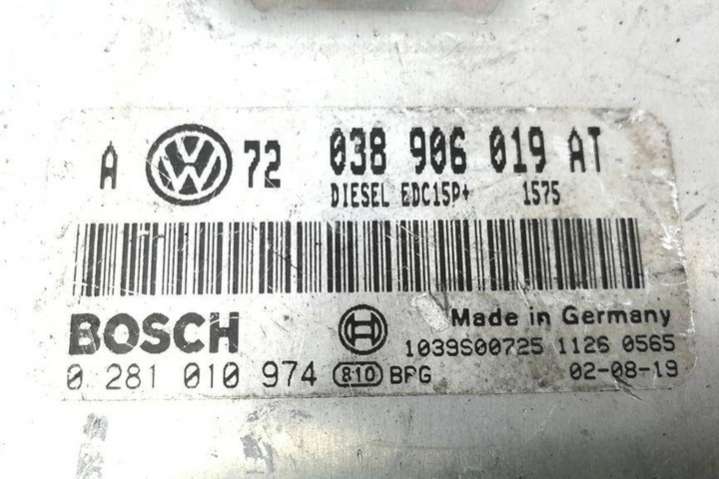 A VW 72 038 906 019 AT
DIESEL EDC15P+ 1575
BOSCH Made in Germany
1039S00725 1126 0565
0 281 010 974 810 BPG 02-08-19